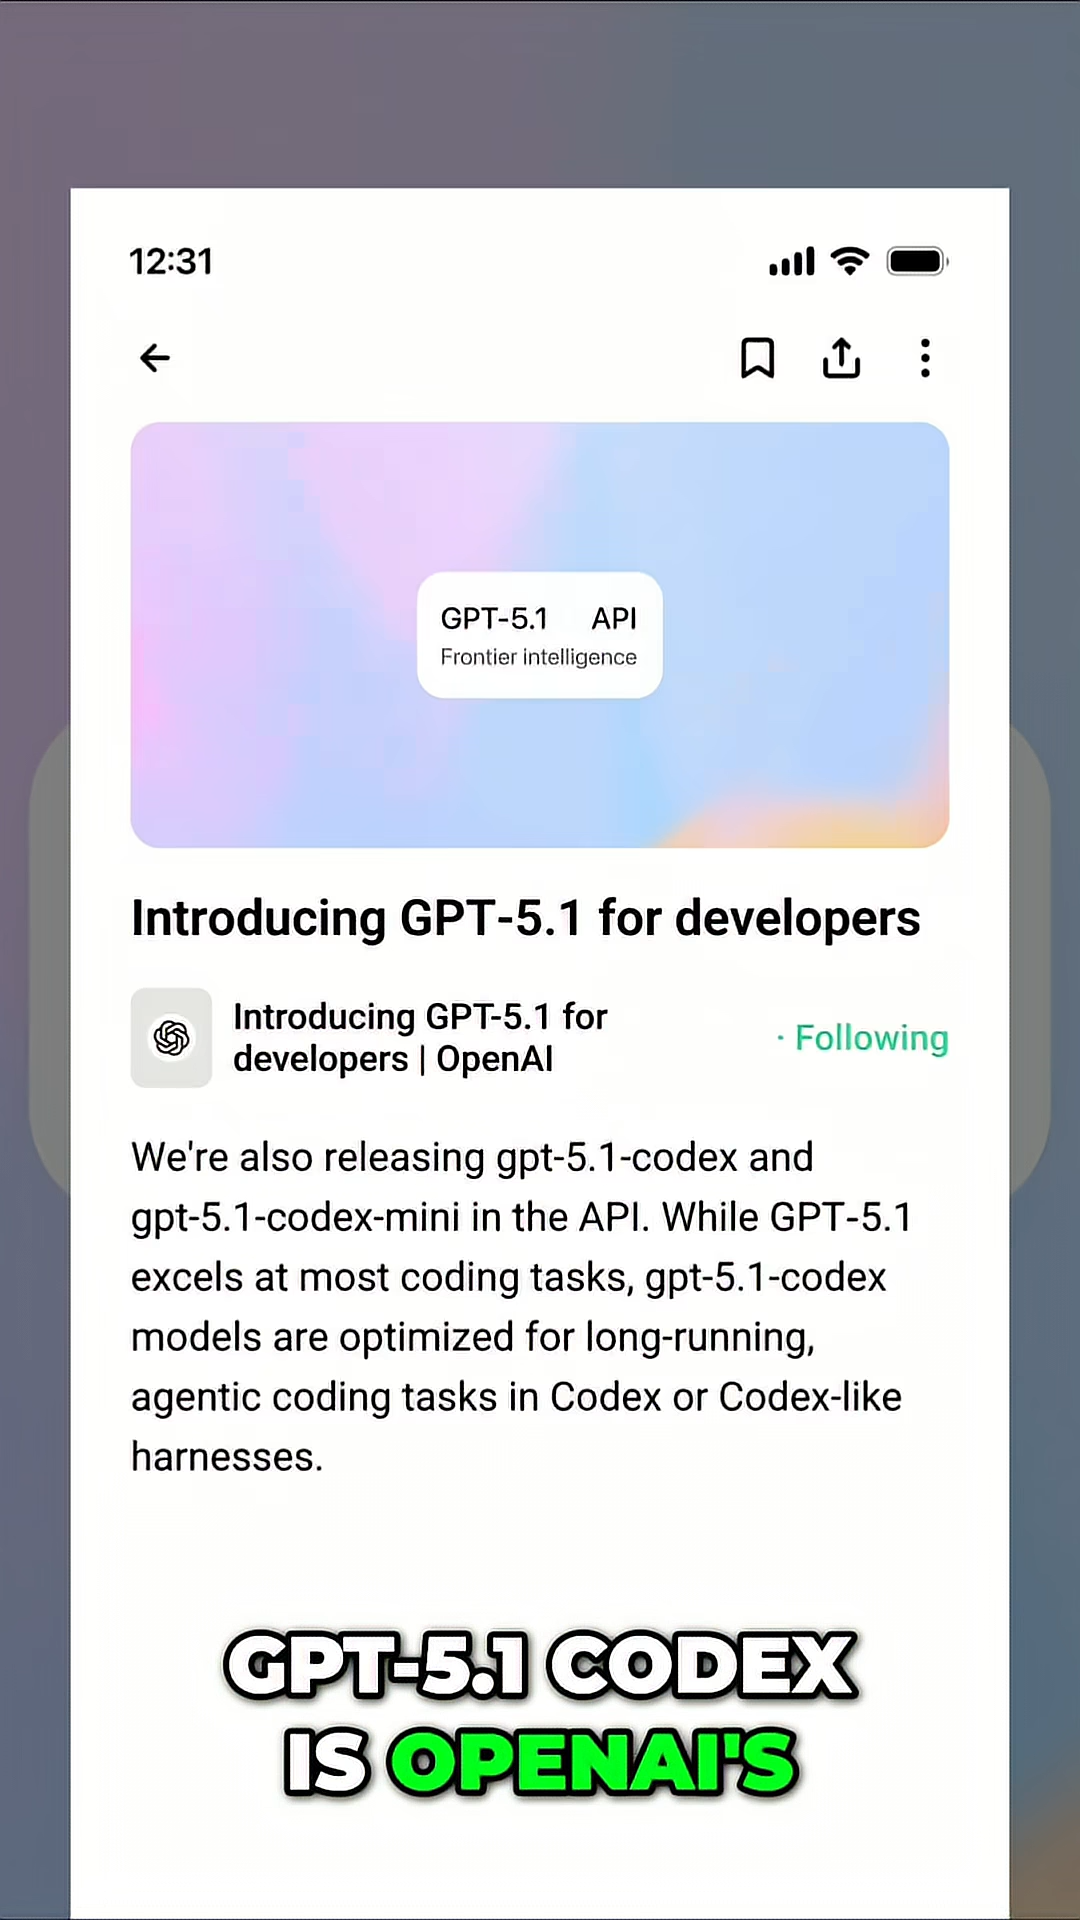 12:31
GPT-5.1 API
Frontier intelligence
Introducing GPT-5.1 for developers
Introducing GPT-5.1 for
developers | OpenAI
· Following
We're also releasing gpt-5.1-codex and
gpt-5.1-codex-mini in the API. While GPT-5.1
excels at most coding tasks, gpt-5.1-codex
models are optimized for long-running,
agentic coding tasks in Codex or Codex-like
harnesses.
GPT-5.1 CODEX
IS OPENAI'S